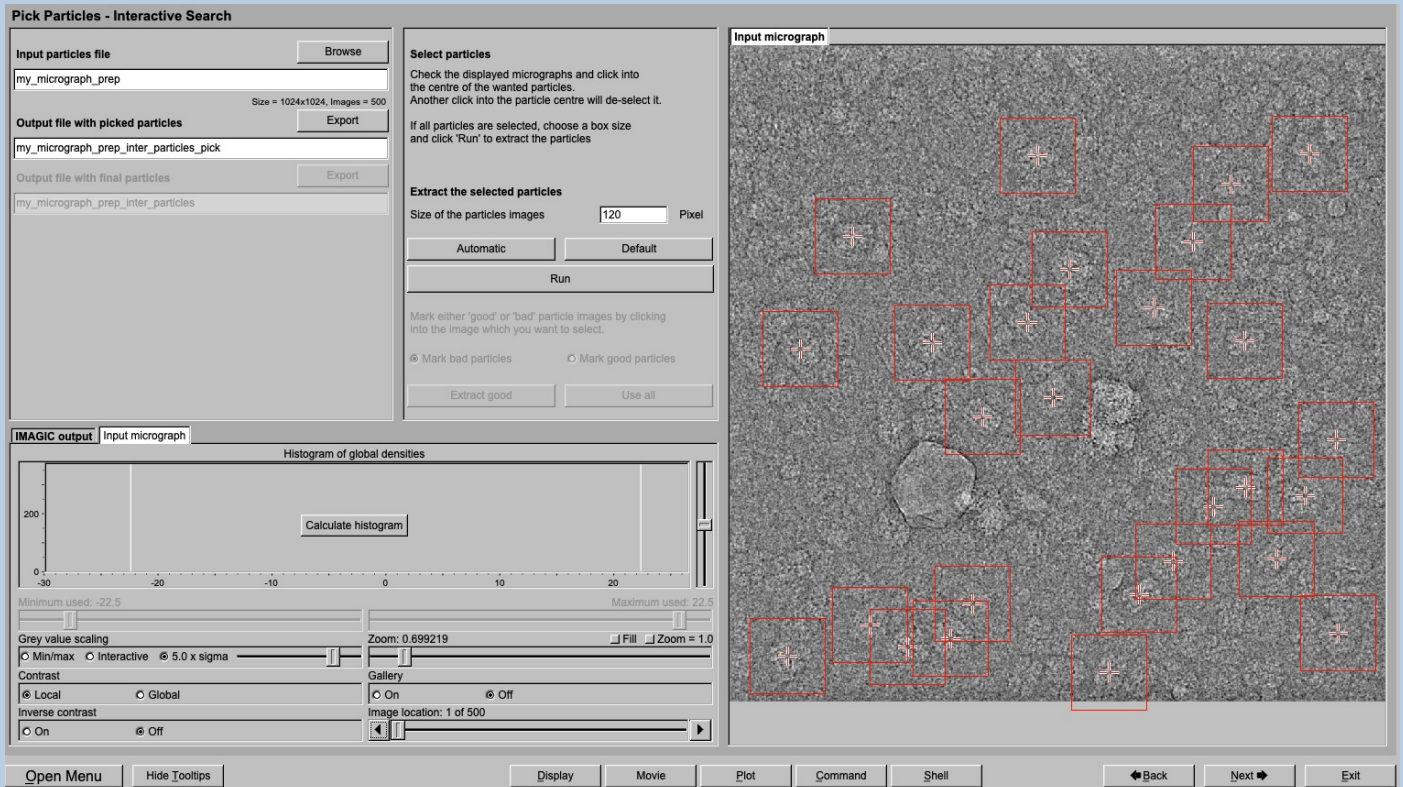 Pick Particles - Interactive Search
Input particles file
Browse
my_micrograph_prep
Size = 1024x1024, Images = 500
Output file with picked particles
Export
my_micrograph_prep_inter_particles_pick
Output file with final particles
Export
my_micrograph_prep_inter_particles
Select particles
Check the displayed micrographs and click into
the centre of the wanted particles.
Another click into the particle centre will de-select it.
If all particles are selected, choose a box size
and click 'Run' to extract the particles
Extract the selected particles
Size of the particles images
120
Pixel
Automatic
Default
Run
Mark either 'good' or 'bad' particle images by clicking
into the image which you want to select.
Mark bad particles
Mark good particles
Extract good
Use all
Input micrograph
IMAGIC output
Input micrograph
Histogram of global densities
200
0
Calculate histogram
-30 -20 -10 0 10 20
Minimum used: -22.5
Maximum used: 22.5
Grey value scaling
Min/max
Interactive
5.0 x sigma
Zoom: 0.699219
Fill
Zoom = 1.0
Contrast
Local
Global
Gallery
On
Off
Inverse contrast
On
Off
Image location: 1 of 500
Open Menu
Hide Tooltips
Display
Movie
Plot
Command
Shell
Back
Next
Exit